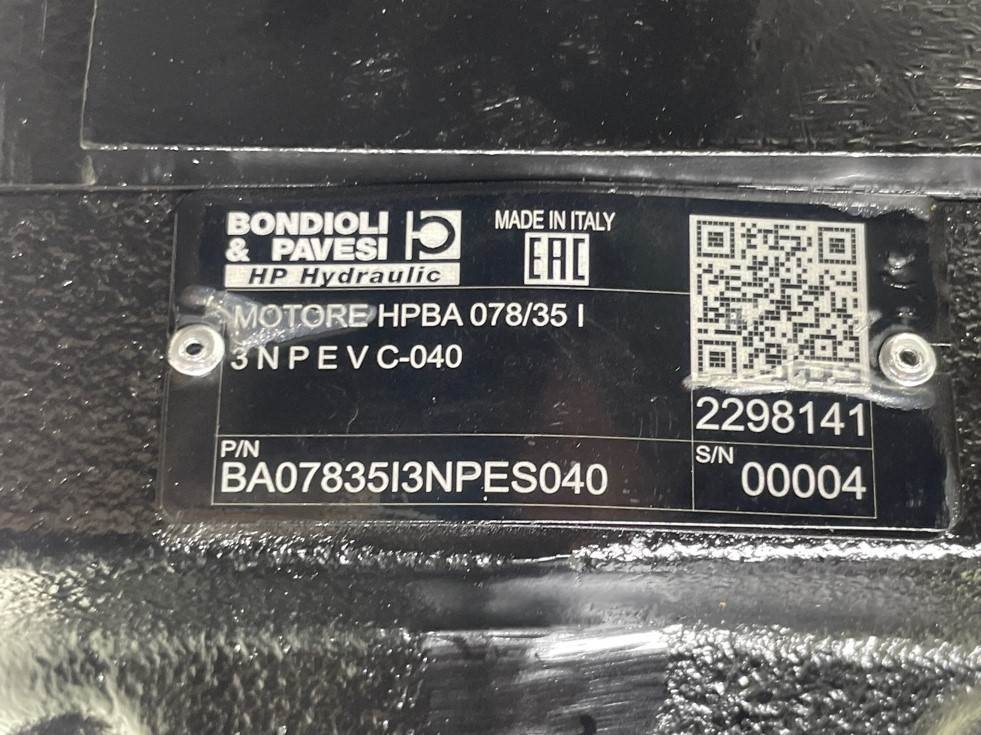 BONDIOLI
& PAVESI
HP Hydraulic
MADE IN ITALY
EAC
MOTORE HPBA 078/35 I
3 N P E V C-040
2298141
P/N
BA07835I3NPES040
S/N
00004